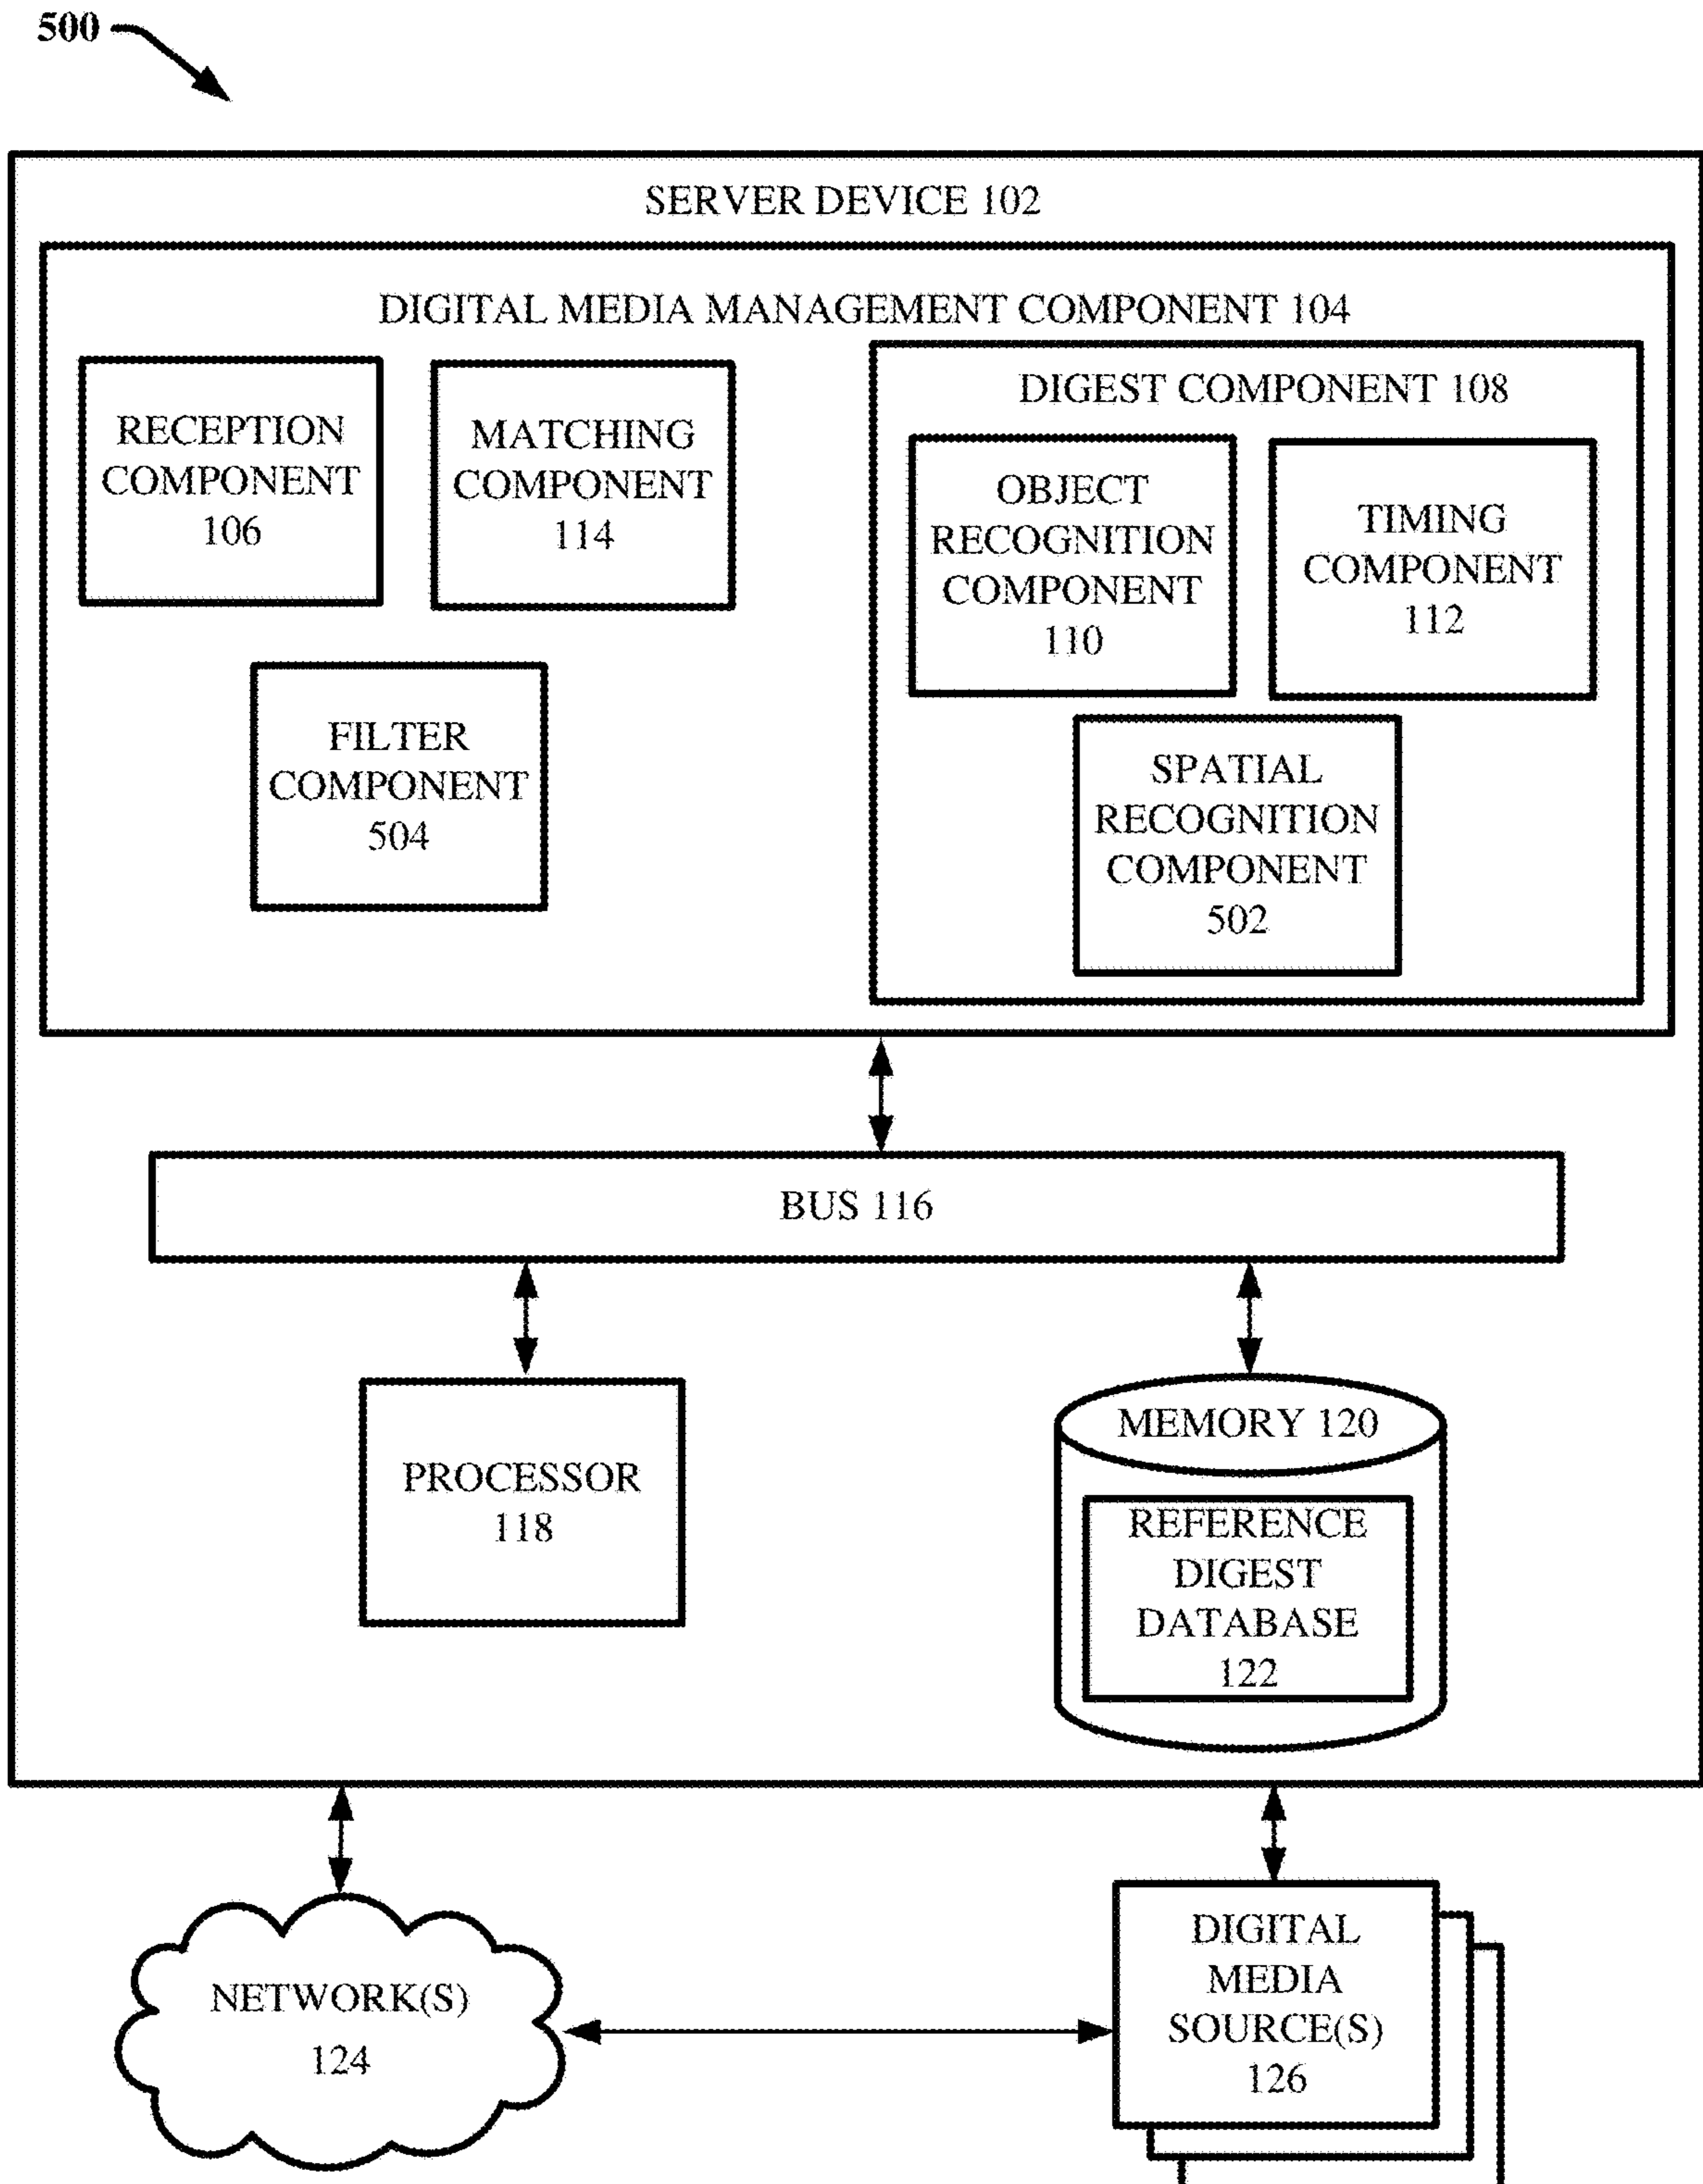 500
SERVER DEVICE 102
DIGITAL MEDIA MANAGEMENT COMPONENT 104
RECEPTION
COMPONENT
106
MATCHING
COMPONENT
114
FILTER
COMPONENT
504
DIGEST COMPONENT 108
OBJECT
RECOGNITION
COMPONENT
110
TIMING
COMPONENT
112
SPATIAL
RECOGNITION
COMPONENT
502
BUS 116
PROCESSOR
118
MEMORY 120
REFERENCE
DIGEST
DATABASE
122
NETWORK(S)
124
DIGITAL
MEDIA
SOURCE(S)
126